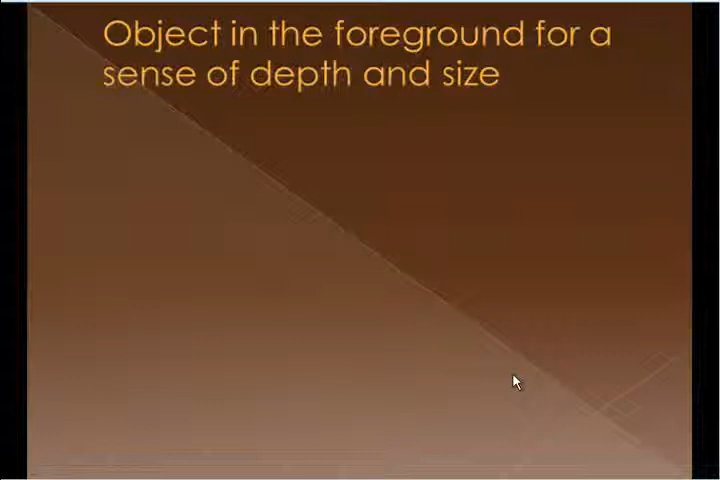 Object in the foreground for a
sense of depth and size